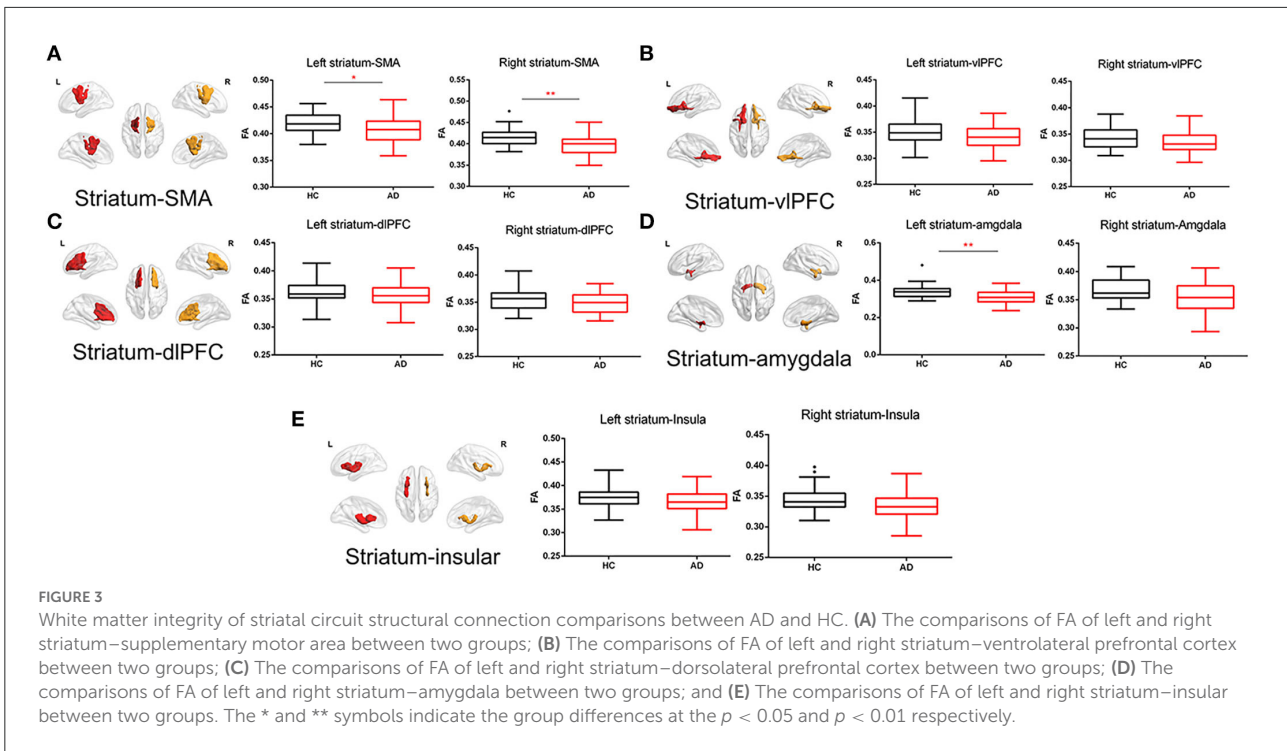 A
L
R
Striatum-SMA
Left striatum-SMA
*
FA
0.50
0.45
0.40
0.35
0.30
HC
AD
Right striatum-SMA
**
FA
0.55
0.50
0.45
0.40
0.35
0.30
HC
AD
B
L
R
Striatum-vlPFC
Left striatum-vlPFC
FA
0.45
0.40
0.35
0.30
0.25
HC
AD
Right striatum-vlPFC
FA
0.45
0.40
0.35
0.30
0.25
HC
AD
C
L
R
Striatum-dlPFC
Left striatum-dlPFC
FA
0.45
0.40
0.35
0.30
0.25
HC
AD
Right striatum-dlPFC
FA
0.45
0.40
0.35
0.30
0.25
HC
AD
D
L
R
Striatum-amygdala
Left striatum-amgdala
**
FA
0.6
0.4
0.2
0.0
HC
AD
Right striatum-Amgdala
FA
0.45
0.40
0.35
0.30
0.25
HC
AD
E
L
R
Striatum-insular
Left striatum-Insula
FA
0.50
0.45
0.40
0.35
0.30
0.25
HC
AD
Right striatum-Insula
FA
0.45
0.40
0.35
0.30
0.25
HC
AD
FIGURE 3
White matter integrity of striatal circuit structural connection comparisons between AD and HC. (A) The comparisons of FA of left and right
striatum–supplementary motor area between two groups; (B) The comparisons of FA of left and right striatum–ventrolateral prefrontal cortex
between two groups; (C) The comparisons of FA of left and right striatum–dorsolateral prefrontal cortex between two groups; (D) The
comparisons of FA of left and right striatum–amygdala between two groups; and (E) The comparisons of FA of left and right striatum–insular
between two groups. The * and ** symbols indicate the group differences at the p < 0.05 and p < 0.01 respectively.